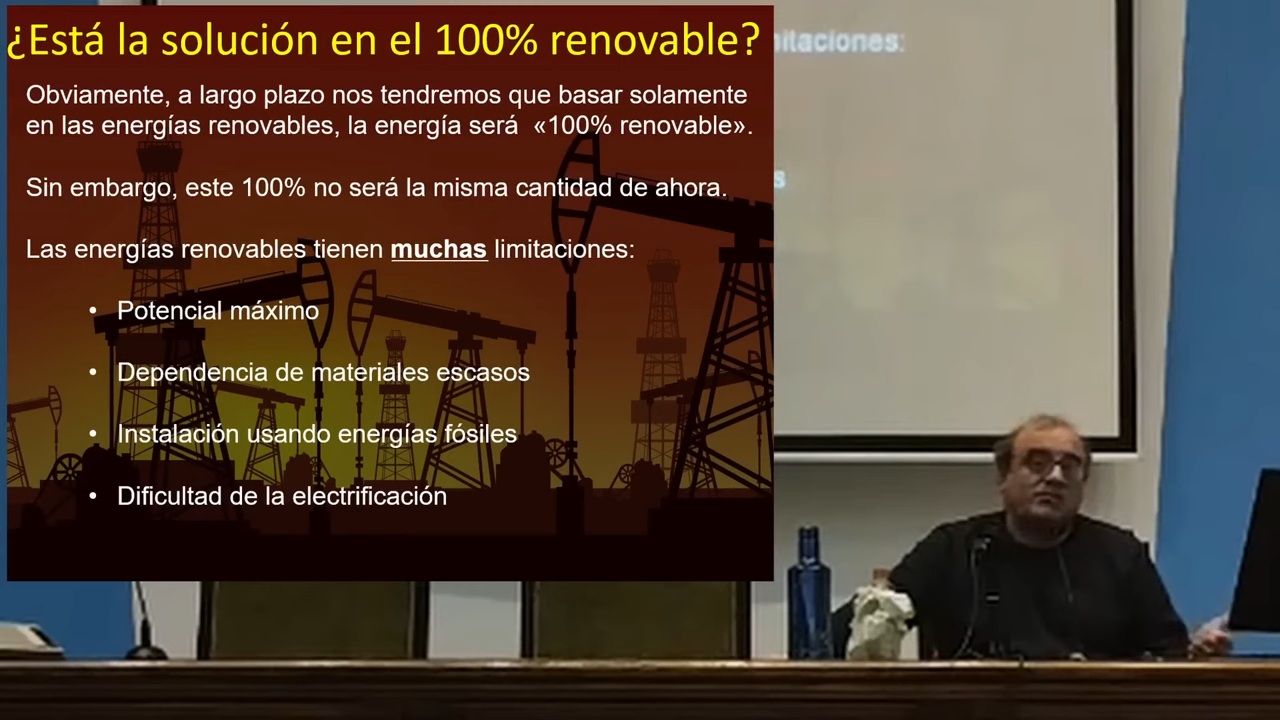 ¿Está la solución en el 100% renovable?
Obviamente, a largo plazo nos tendremos que basar solamente
en las energías renovables, la energía será «100% renovable».
Sin embargo, este 100% no será la misma cantidad de ahora.
Las energías renovables tienen muchas limitaciones:
• Potencial máximo
• Dependencia de materiales escasos
• Instalación usando energías fósiles
• Dificultad de la electrificación
itaciones:
s